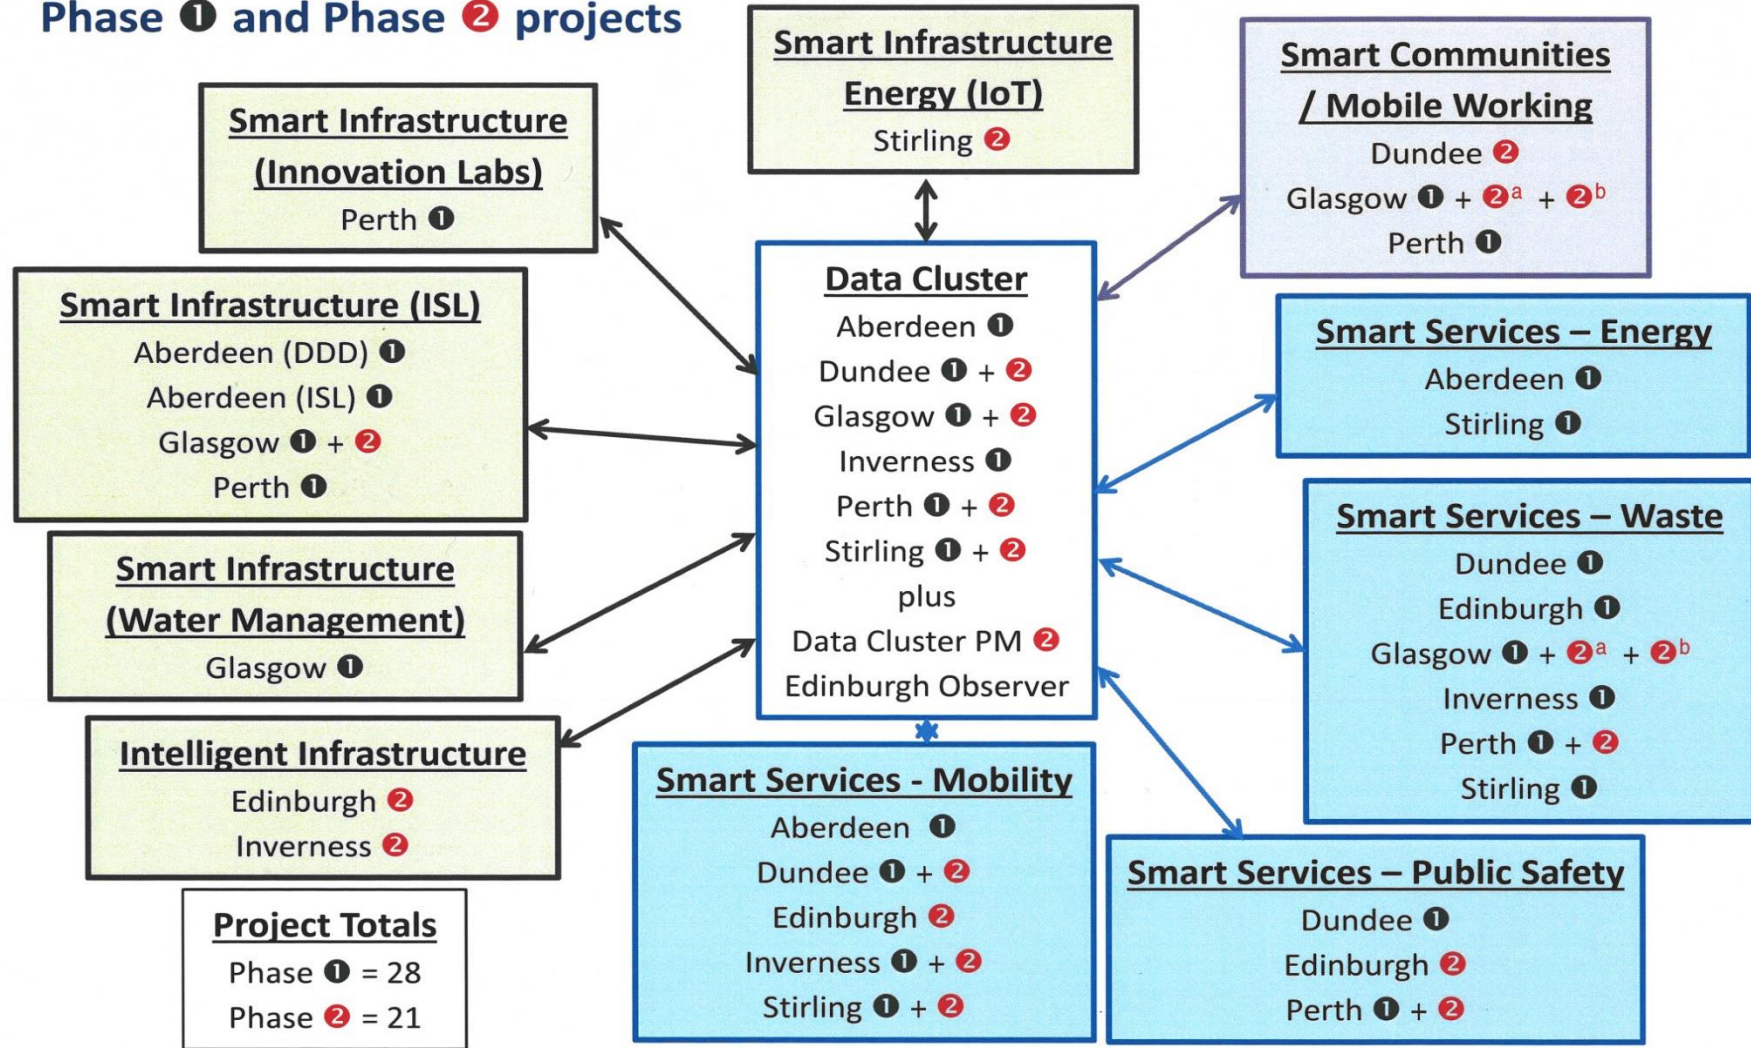 Phase ❶ and Phase ❷ projects
Smart Infrastructure
Energy (IoT)
Stirling ❷
Smart Communities
/ Mobile Working
Dundee ❷
Glasgow ❶ + ❷a + ❷b
Perth ❶
Smart Infrastructure
(Innovation Labs)
Perth ❶
Smart Infrastructure (ISL)
Aberdeen (DDD) ❶
Aberdeen (ISL) ❶
Glasgow ❶ + ❷
Perth ❶
Data Cluster
Aberdeen ❶
Dundee ❶ + ❷
Glasgow ❶ + ❷
Inverness ❶
Perth ❶ + ❷
Stirling ❶ + ❷
plus
Data Cluster PM ❷
Edinburgh Observer
Smart Services – Energy
Aberdeen ❶
Stirling ❶
Smart Services – Waste
Dundee ❶
Edinburgh ❶
Glasgow ❶ + ❷a + ❷b
Inverness ❶
Perth ❶ + ❷
Stirling ❶
Smart Infrastructure
(Water Management)
Glasgow ❶
Intelligent Infrastructure
Edinburgh ❷
Inverness ❷
Smart Services - Mobility
Aberdeen ❶
Dundee ❶ + ❷
Edinburgh ❷
Inverness ❶ + ❷
Stirling ❶ + ❷
Smart Services – Public Safety
Dundee ❶
Edinburgh ❷
Perth ❶ + ❷
Project Totals
Phase ❶ = 28
Phase ❷ = 21